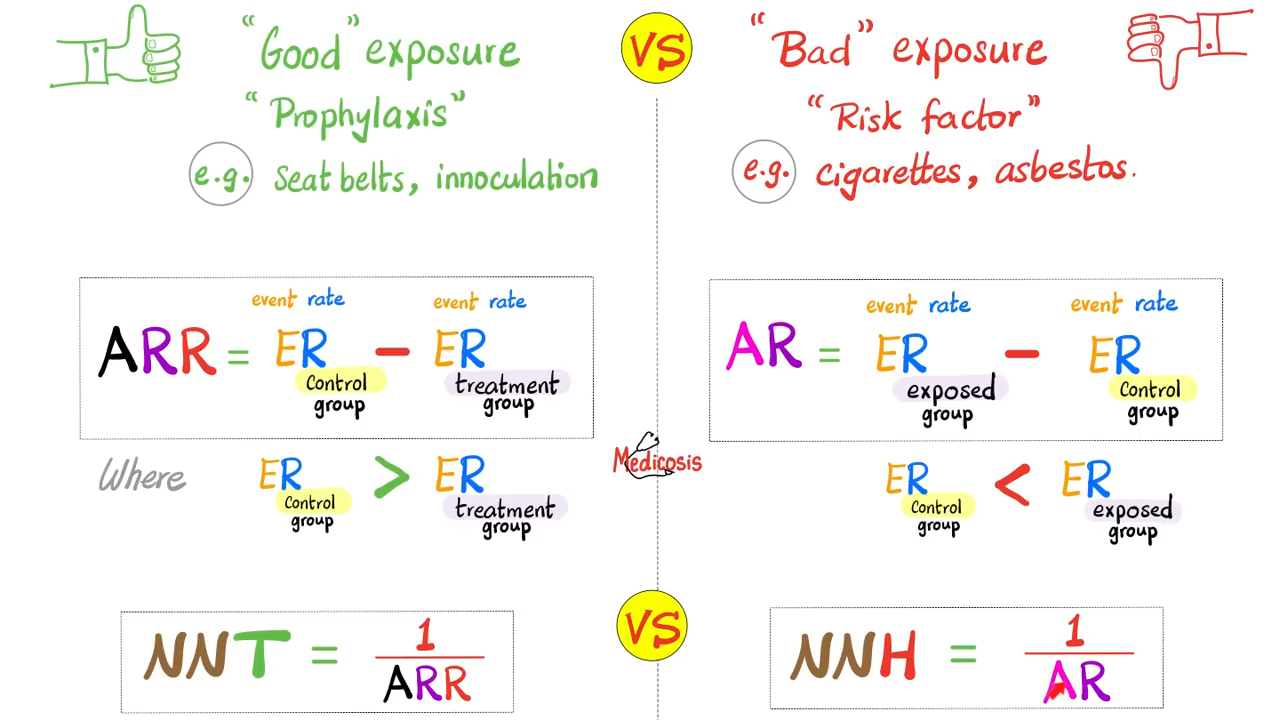 "Good" exposure
"Prophylaxis"
e.g. Seat belts, innoculation
event rate event rate
ARR = ER - ER
Control group treatment group
Where ER > ER
Control group treatment group
NNT = 1
ARR
VS
Medicosis
VS
"Bad" exposure
"Risk factor"
e.g. cigarettes, asbestos.
event rate event rate
AR = ER - ER
exposed group Control group
ER < ER
Control group exposed group
NNH = 1
AR